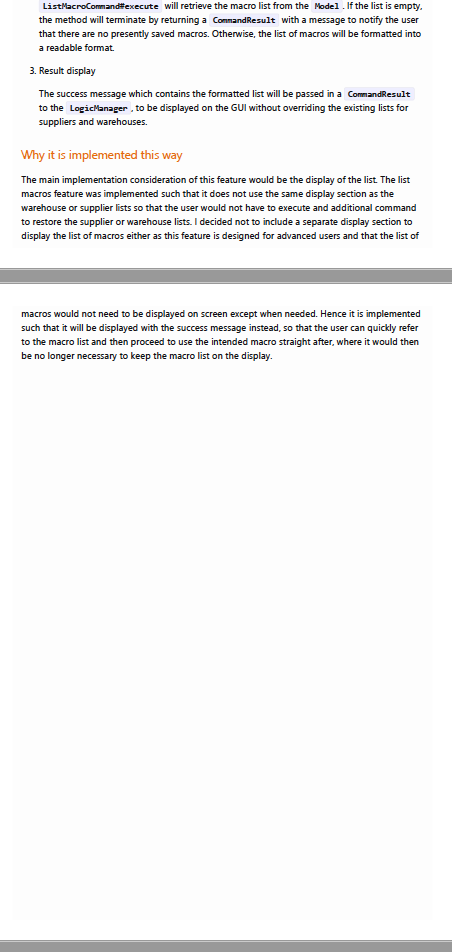 ListMacroCommand#execute will retrieve the macro list from the Model . If the list is empty,
the method will terminate by returning a CommandResult with a message to notify the user
that there are no presently saved macros. Otherwise, the list of macros will be formatted into
a readable format.
3. Result display
The success message which contains the formatted list will be passed in a CommandResult
to the LogicManager , to be displayed on the GUI without overriding the existing lists for
suppliers and warehouses.
Why it is implemented this way
The main implementation consideration of this feature would be the display of the list. The list
macros feature was implemented such that it does not use the same display section as the
warehouse or supplier lists so that the user would not have to execute and additional command
to restore the supplier or warehouse lists. I decided not to include a separate display section to
display the list of macros either as this feature is designed for advanced users and that the list of
macros would not need to be displayed on screen except when needed. Hence it is implemented
such that it will be displayed with the success message instead, so that the user can quickly refer
to the macro list and then proceed to use the intended macro straight after, where it would then
be no longer necessary to keep the macro list on the display.